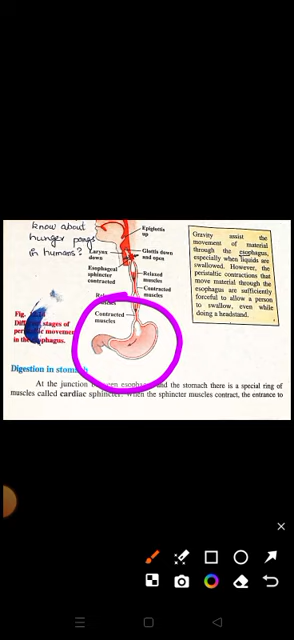 know about
hunger pangs
in humans?
Epiglottis
up
Larynx
down
Glottis down
and open
Esophageal
sphincter
contracted
Relaxed
muscles
Contracted
muscles
Contracted
muscles
Gravity assist the
movement of material
through the esophagus,
especially when liquids are
swallowed. However, the
peristaltic contractions that
move material through the
esophagus are sufficiently
forceful to allow a person
to swallow, even while
doing a headstand.
Fig.
stages of
in the
Digestion in stomach
At the junction between esophagus and the stomach there is a special ring of
muscles called cardiac sphincter. When the sphincter muscles contract, the entrance to